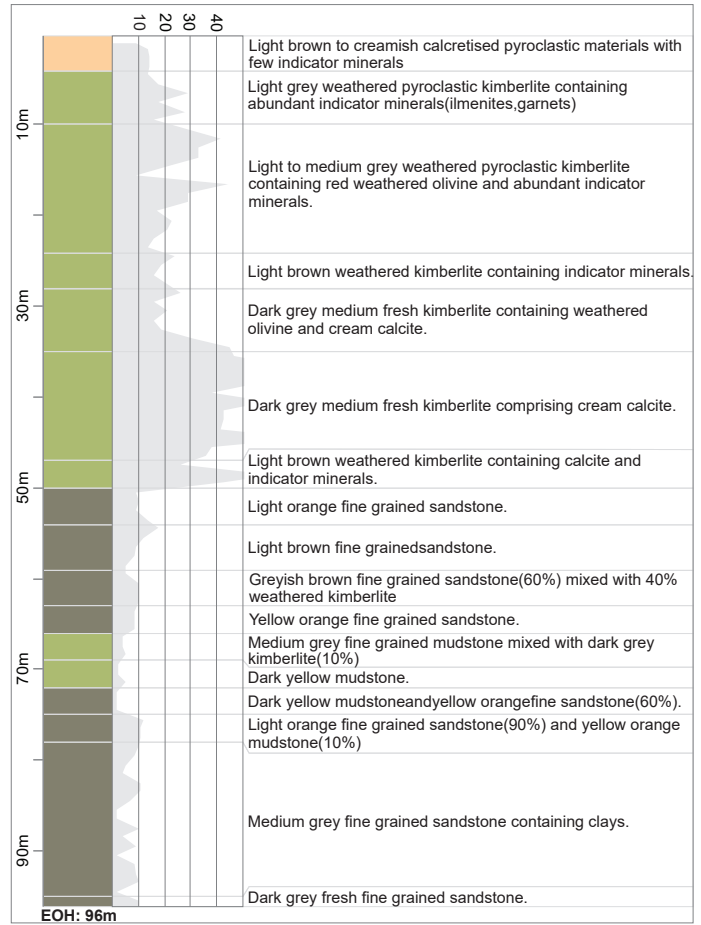 10 20 30 40
Light brown to creamish calcretised pyroclastic materials with
few indicator minerals
Light grey weathered pyroclastic kimberlite containing
abundant indicator minerals(ilmenites,garnets)
10m
Light to medium grey weathered pyroclastic kimberlite
containing red weathered olivine and abundant indicator
minerals.
Light brown weathered kimberlite containing indicator minerals.
30m
Dark grey medium fresh kimberlite containing weathered
olivine and cream calcite.
Dark grey medium fresh kimberlite comprising cream calcite.
Light brown weathered kimberlite containing calcite and
indicator minerals.
50m
Light orange fine grained sandstone.
Light brown fine grainedsandstone.
Greyish brown fine grained sandstone(60%) mixed with 40%
weathered kimberlite
Yellow orange fine grained sandstone.
Medium grey fine grained mudstone mixed with dark grey
kimberlite(10%)
70m
Dark yellow mudstone.
Dark yellow mudstoneandyellow orangefine sandstone(60%).
Light orange fine grained sandstone(90%) and yellow orange
mudstone(10%)
Medium grey fine grained sandstone containing clays.
90m
Dark grey fresh fine grained sandstone.
EOH: 96m